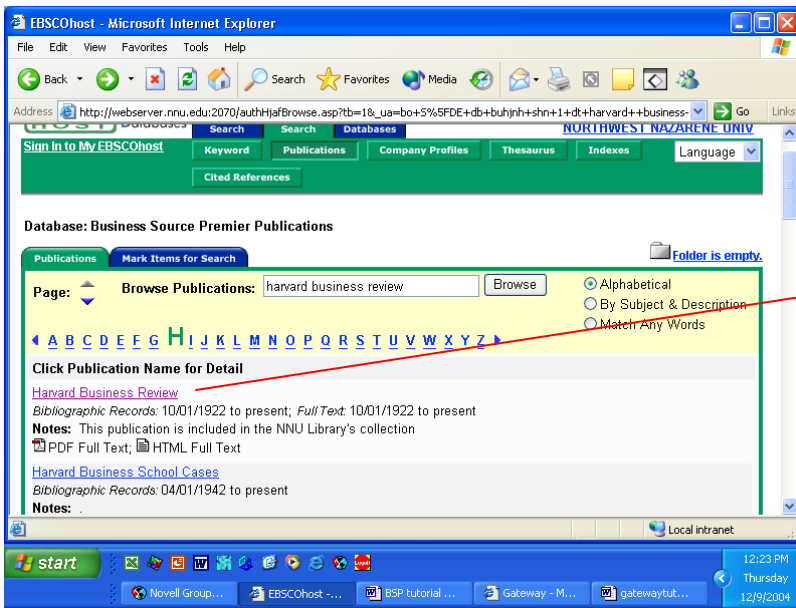 EBSCOhost - Microsoft Internet Explorer
File Edit View Favorites Tools Help
Back Search Favorites Media
Address http://webserver.nnu.edu:2070/authHjafBrowse.asp?tb=1&_ua=bo+S%5FDE+db+buhjnh+shn+1+dt+harvard++business- Go Links
HOST Databases Search Search Databases NORTHWEST NAZARENE UNIV
Sign In to My EBSCOhost Keyword Publications Company Profiles Thesaurus Indexes Language
Cited References
Database: Business Source Premier Publications
Publications Mark Items for Search Folder is empty.
Page: Browse Publications: harvard business review Browse Alphabetical
By Subject & Description
Match Any Words
A B C D E F G H I J K L M N O P Q R S T U V W X Y Z
Click Publication Name for Detail
Harvard Business Review
Bibliographic Records: 10/01/1922 to present; Full Text: 10/01/1922 to present
Notes: This publication is included in the NNU Library's collection
PDF Full Text; HTML Full Text
Harvard Business School Cases
Bibliographic Records: 04/01/1942 to present
Notes: .
Local intranet
start 12:23 PM
Thursday
Novell Group... EBSCOhost -... BSP tutorial ... Gateway - M... gatewaytut... 12/9/2004